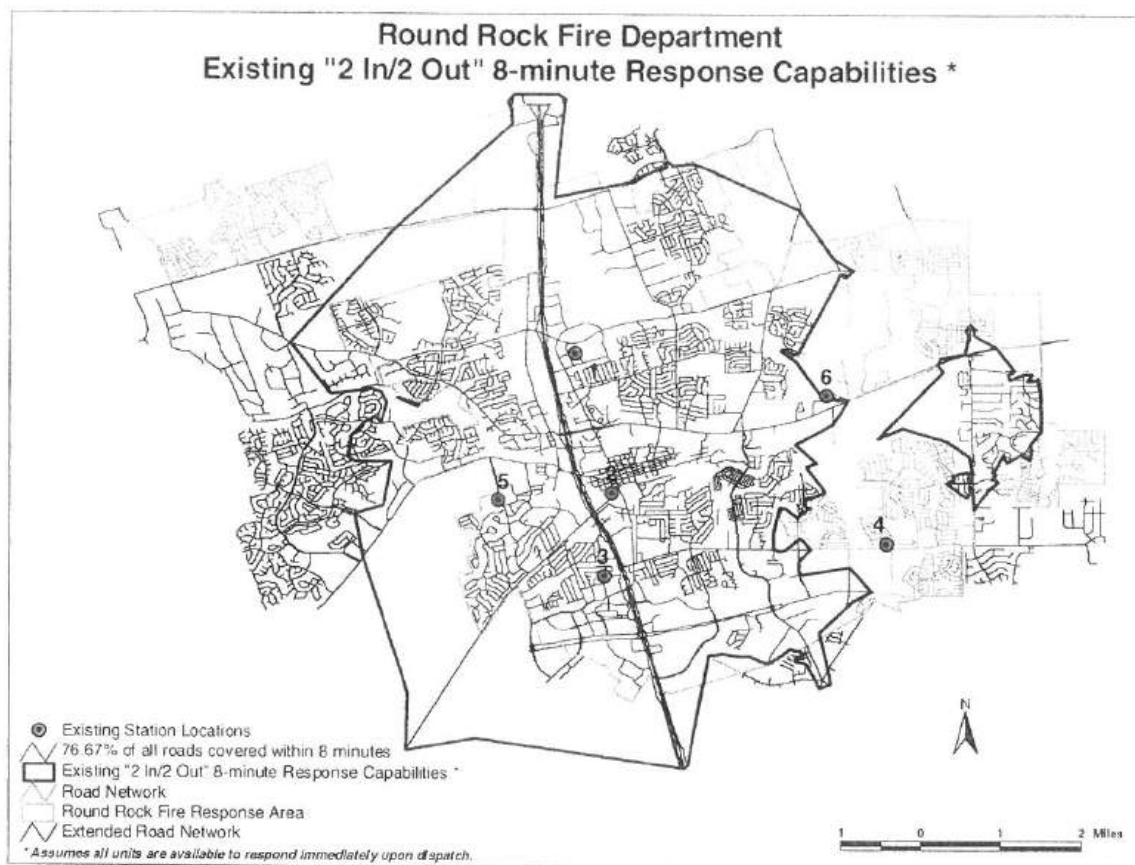 Round Rock Fire Department
Existing "2 In/2 Out" 8-minute Response Capabilities *
1
6
2
5
4
3
Existing Station Locations
76.67% of all roads covered within 8 minutes
Existing "2 In/2 Out" 8-minute Response Capabilities *
Road Network
Round Rock Fire Response Area
Extended Road Network
* Assumes all units are available to respond immediately upon dispatch.
N
1 0 1 2 Miles